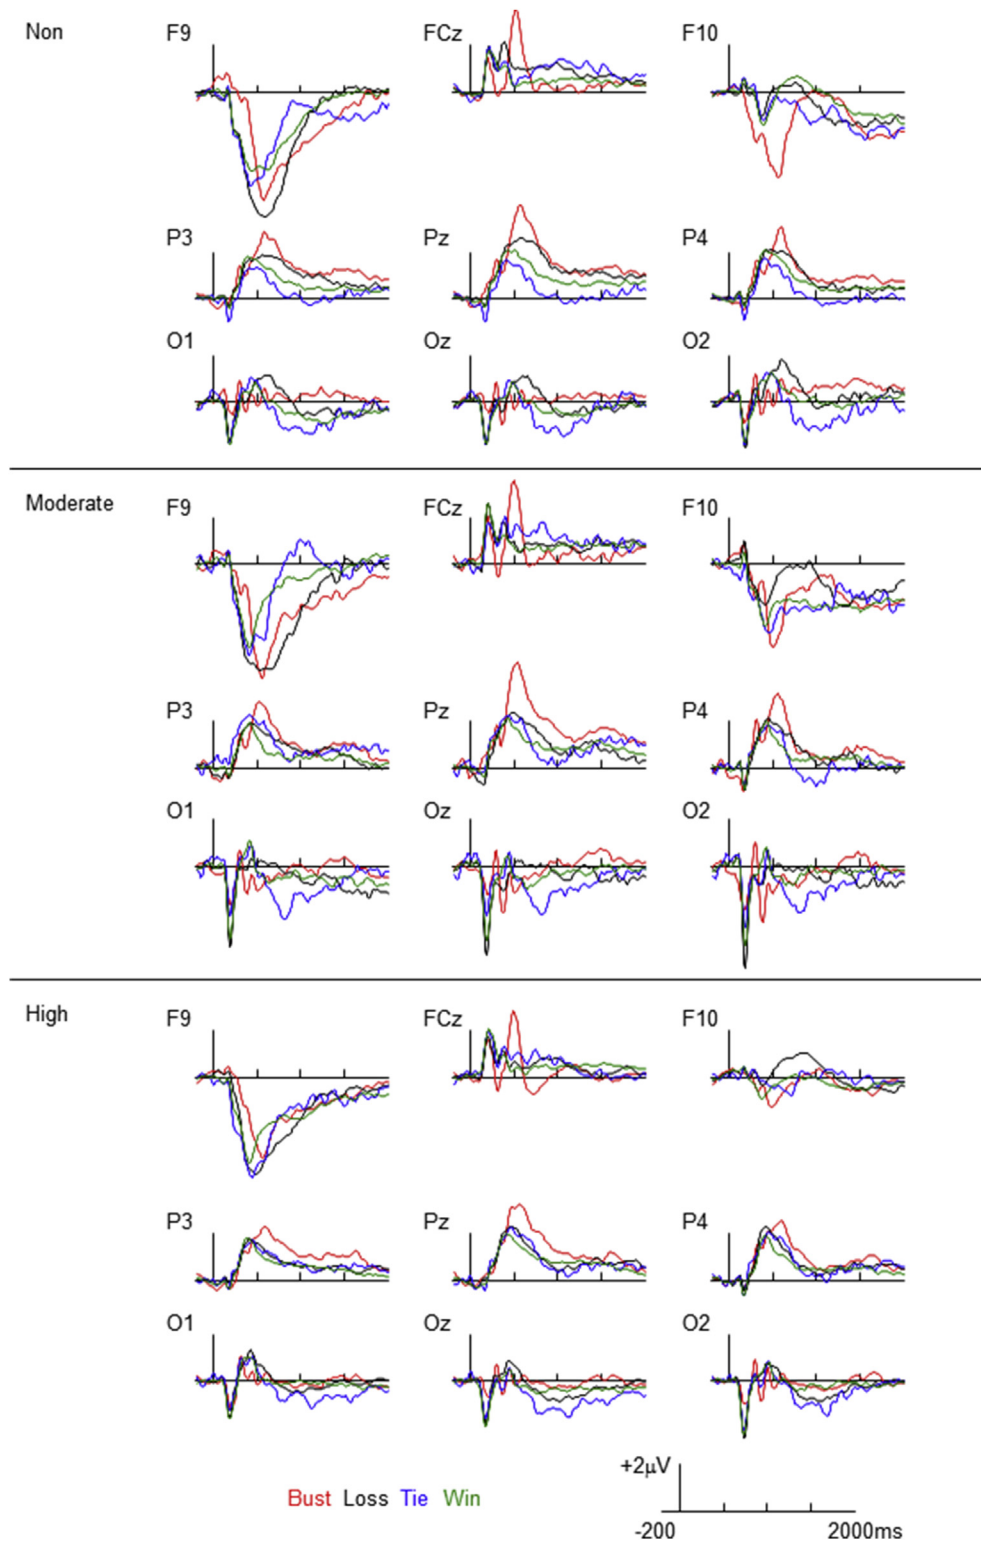 Non
F9 FCz F10
P3 Pz P4
O1 Oz O2
Moderate
F9 FCz F10
P3 Pz P4
O1 Oz O2
High
F9 FCz F10
P3 Pz P4
O1 Oz O2
+2μV
Bust Loss Tie Win
-200 2000ms